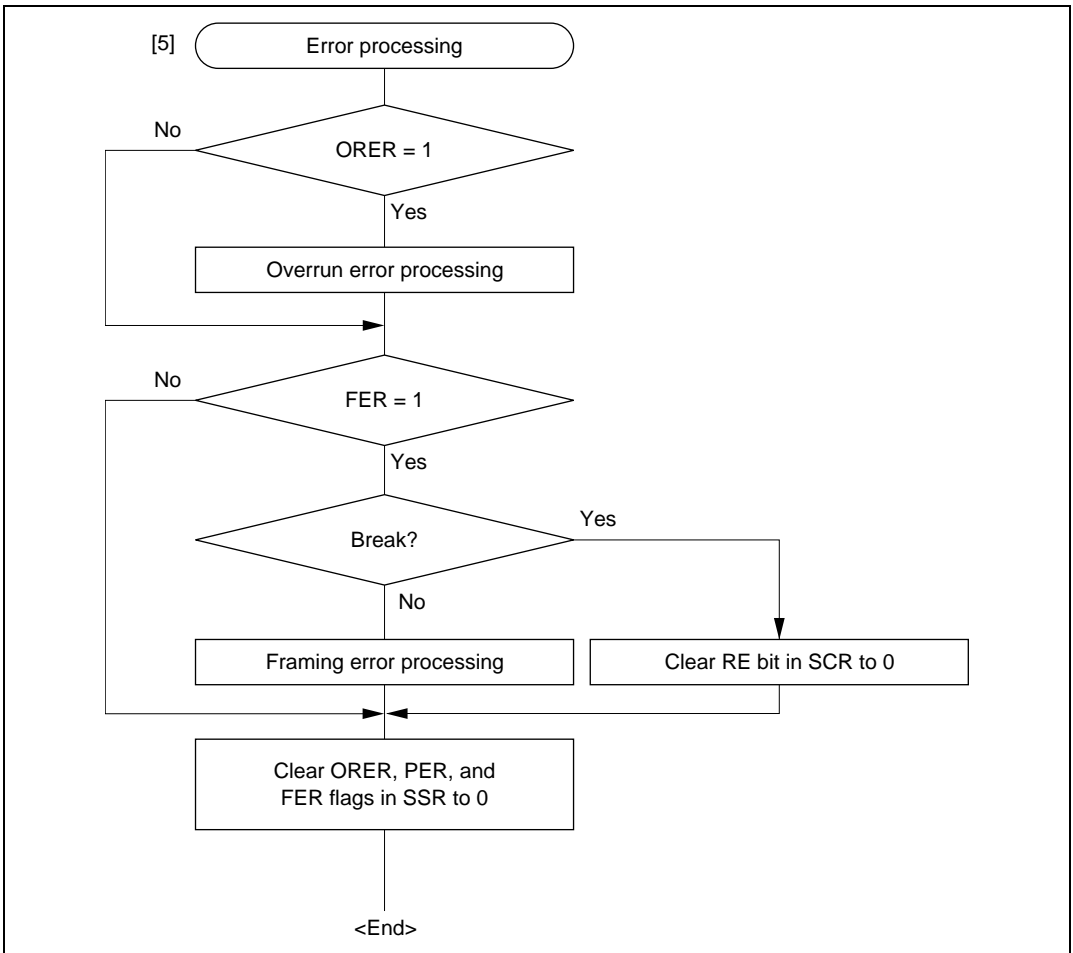 [5]
Error processing
No
ORER = 1
Yes
Overrun error processing
No
FER = 1
Yes
Yes
Break?
No
Framing error processing
Clear RE bit in SCR to 0
Clear ORER, PER, and
FER flags in SSR to 0
<End>